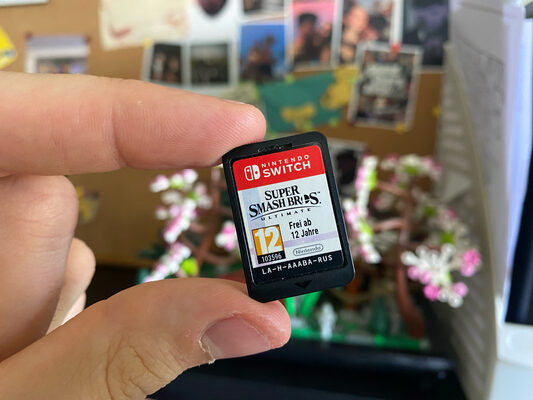 NINTENDO
SWITCH
SUPER
SMASH BROS.
ULTIMATE
12
103596
Frei ab
12 Jahre
Nintendo
LA-H-AAABA-RUS